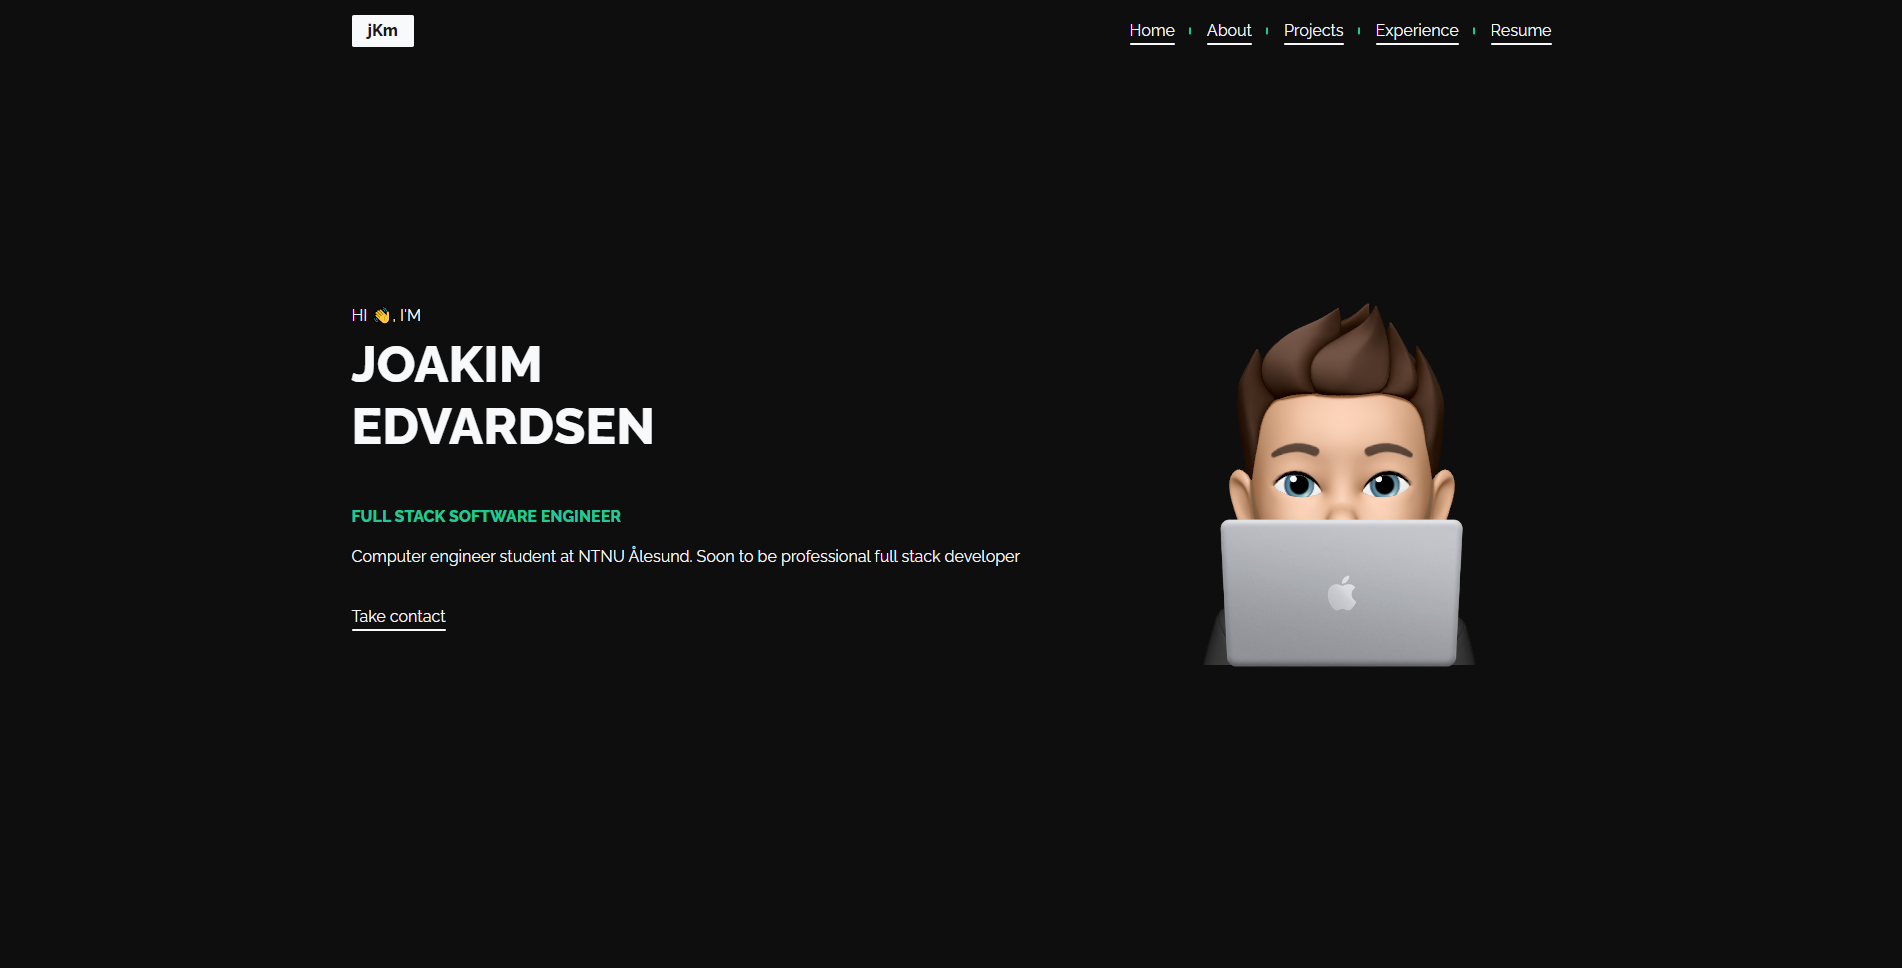 jKm
Home
About
Projects
Experience
Resume
HI 👋, I'M
JOAKIM
EDVARDSEN
FULL STACK SOFTWARE ENGINEER
Computer engineer student at NTNU Ålesund. Soon to be professional full stack developer
Take contact